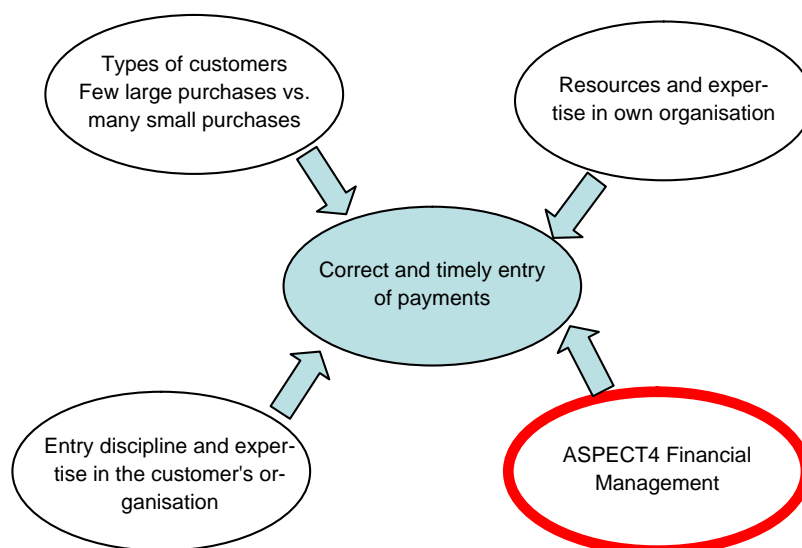 Types of customers
Few large purchases vs.
many small purchases
Resources and exper-
tise in own organisation
Correct and timely entry
of payments
Entry discipline and exper-
tise in the customer's or-
ganisation
ASPECT4 Financial
Management